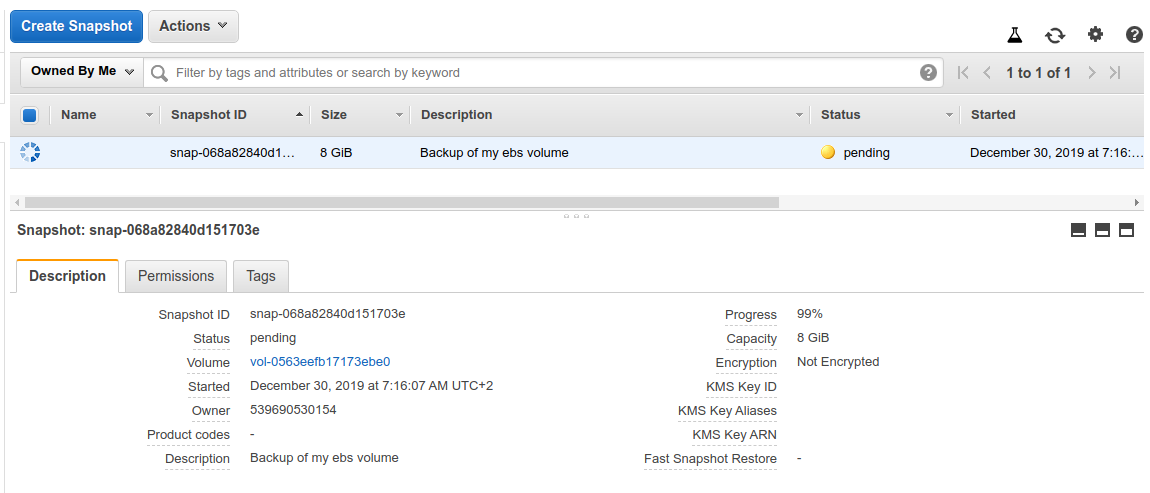 Create Snapshot Actions
Owned By Me Filter by tags and attributes or search by keyword 1 to 1 of 1
Name Snapshot ID Size Description Status Started
snap-068a82840d1... 8 GiB Backup of my ebs volume pending December 30, 2019 at 7:16:...
Snapshot: snap-068a82840d151703e
Description Permissions Tags
Snapshot ID snap-068a82840d151703e Progress 99%
Status pending Capacity 8 GiB
Volume vol-0563eefb17173ebe0 Encryption Not Encrypted
Started December 30, 2019 at 7:16:07 AM UTC+2 KMS Key ID
Owner 539690530154 KMS Key Aliases
Product codes - KMS Key ARN
Description Backup of my ebs volume Fast Snapshot Restore -